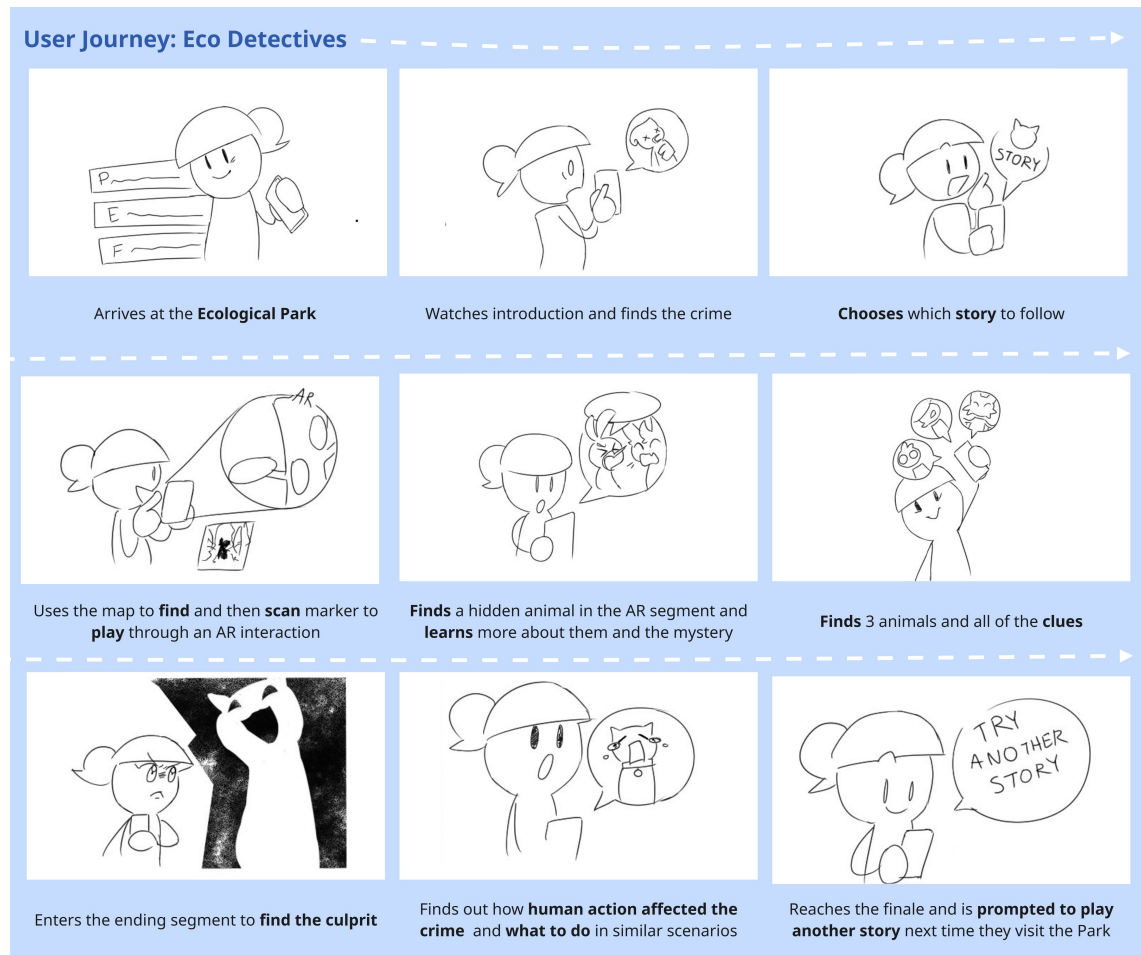 User Journey: Eco Detectives
P
E
F
STORY
Arrives at the Ecological Park
Watches introduction and finds the crime
Chooses which story to follow
AR
Uses the map to find and then scan marker to
play through an AR interaction
Finds a hidden animal in the AR segment and
learns more about them and the mystery
Finds 3 animals and all of the clues
TRY
ANOTHER
STORY
Enters the ending segment to find the culprit
Finds out how human action affected the
crime and what to do in similar scenarios
Reaches the finale and is prompted to play
another story next time they visit the Park